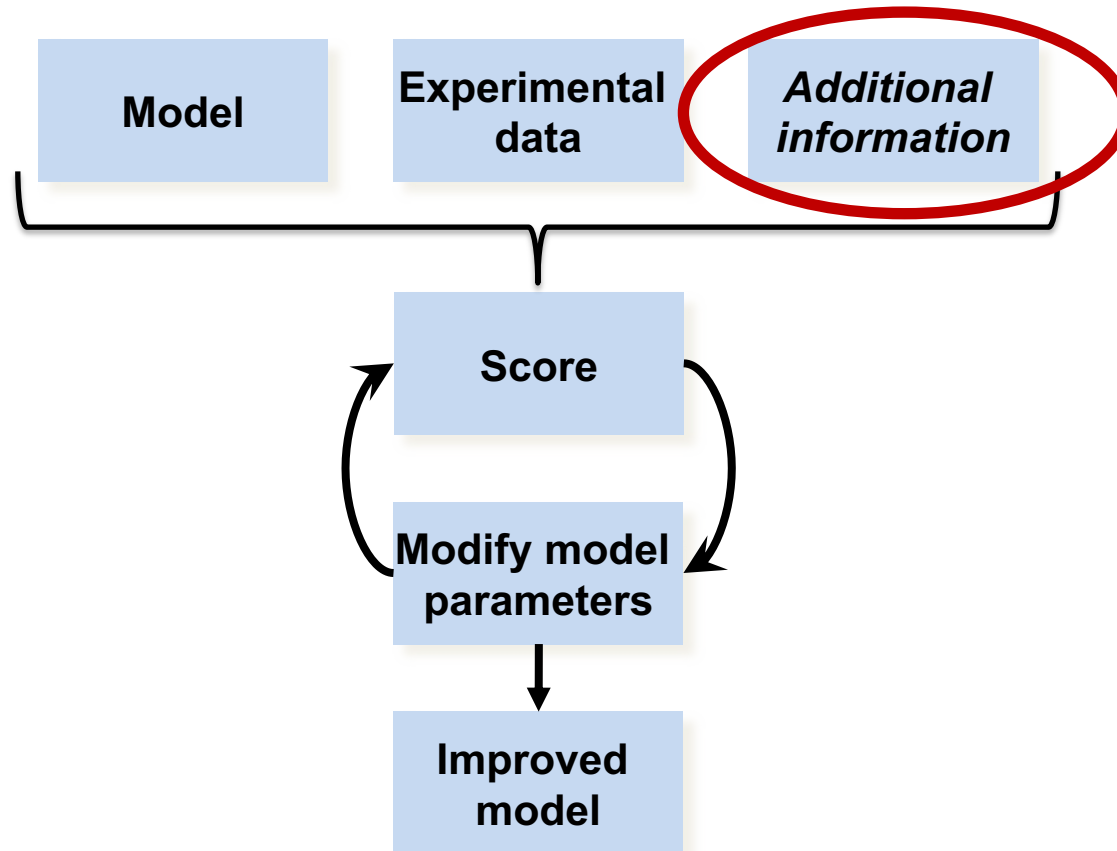 Model
Experimental
data
Additional
information
Score
Modify model
parameters
Improved
model